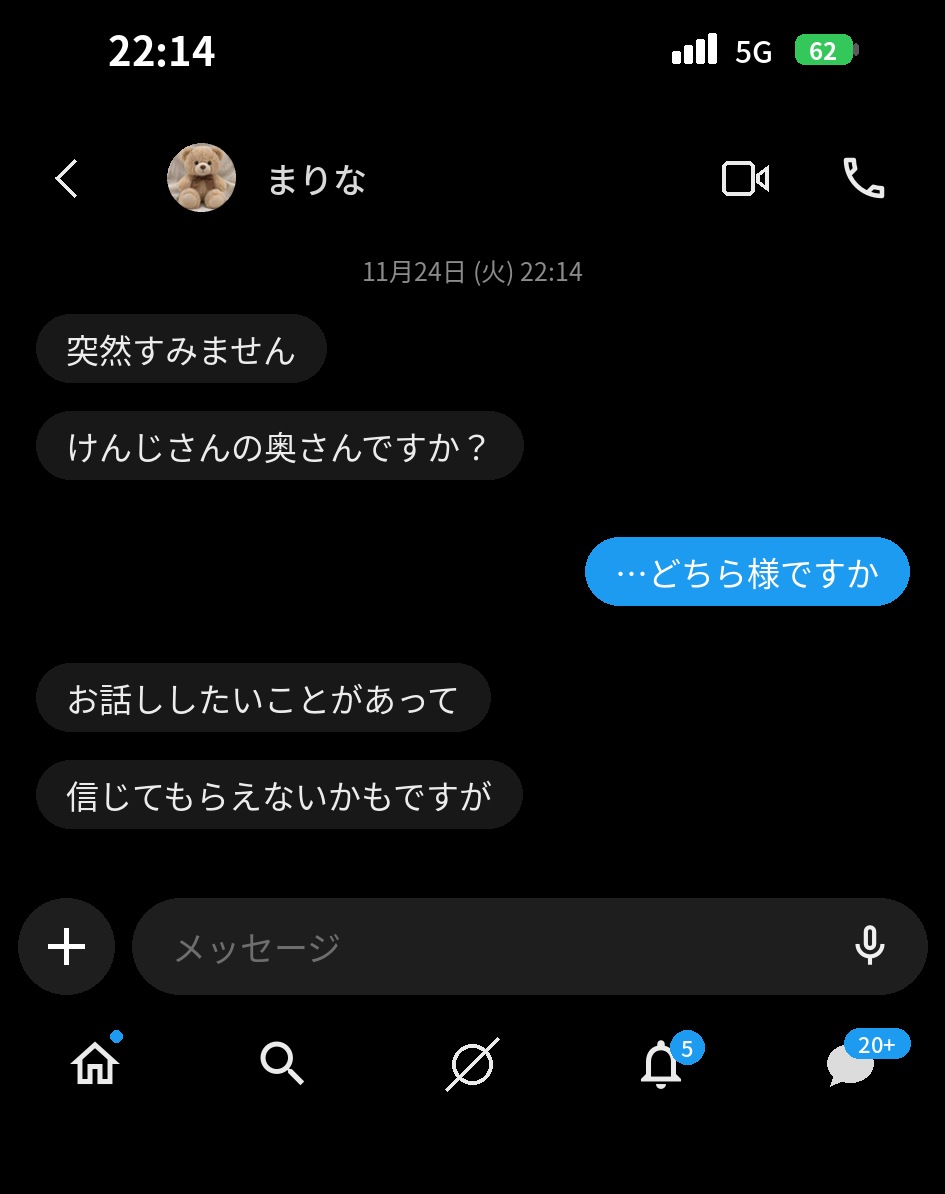 22:14
5G
62
まりな
11月24日 (火) 22:14
突然すみません
けんじさんの奥さんですか？
…どちら様ですか
お話ししたいことがあって
信じてもらえないかもですが
メッセージ
5
20+